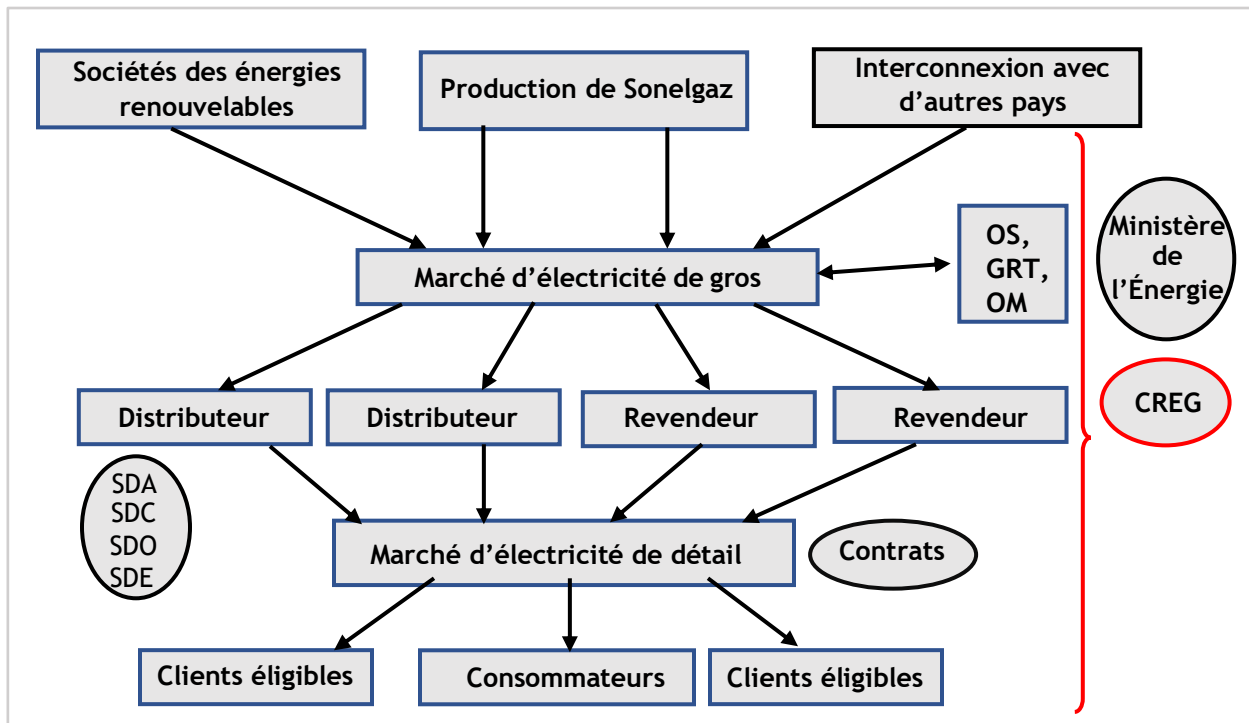 Sociétés des énergies
renouvelables
Production de Sonelgaz
Interconnexion avec
d’autres pays
OS,
GRT,
OM
Ministère
de
l’Énergie
Marché d’électricité de gros
CREG
Distributeur
Distributeur
Revendeur
Revendeur
SDA
SDC
SDO
SDE
Marché d’électricité de détail
Contrats
Clients éligibles
Consommateurs
Clients éligibles